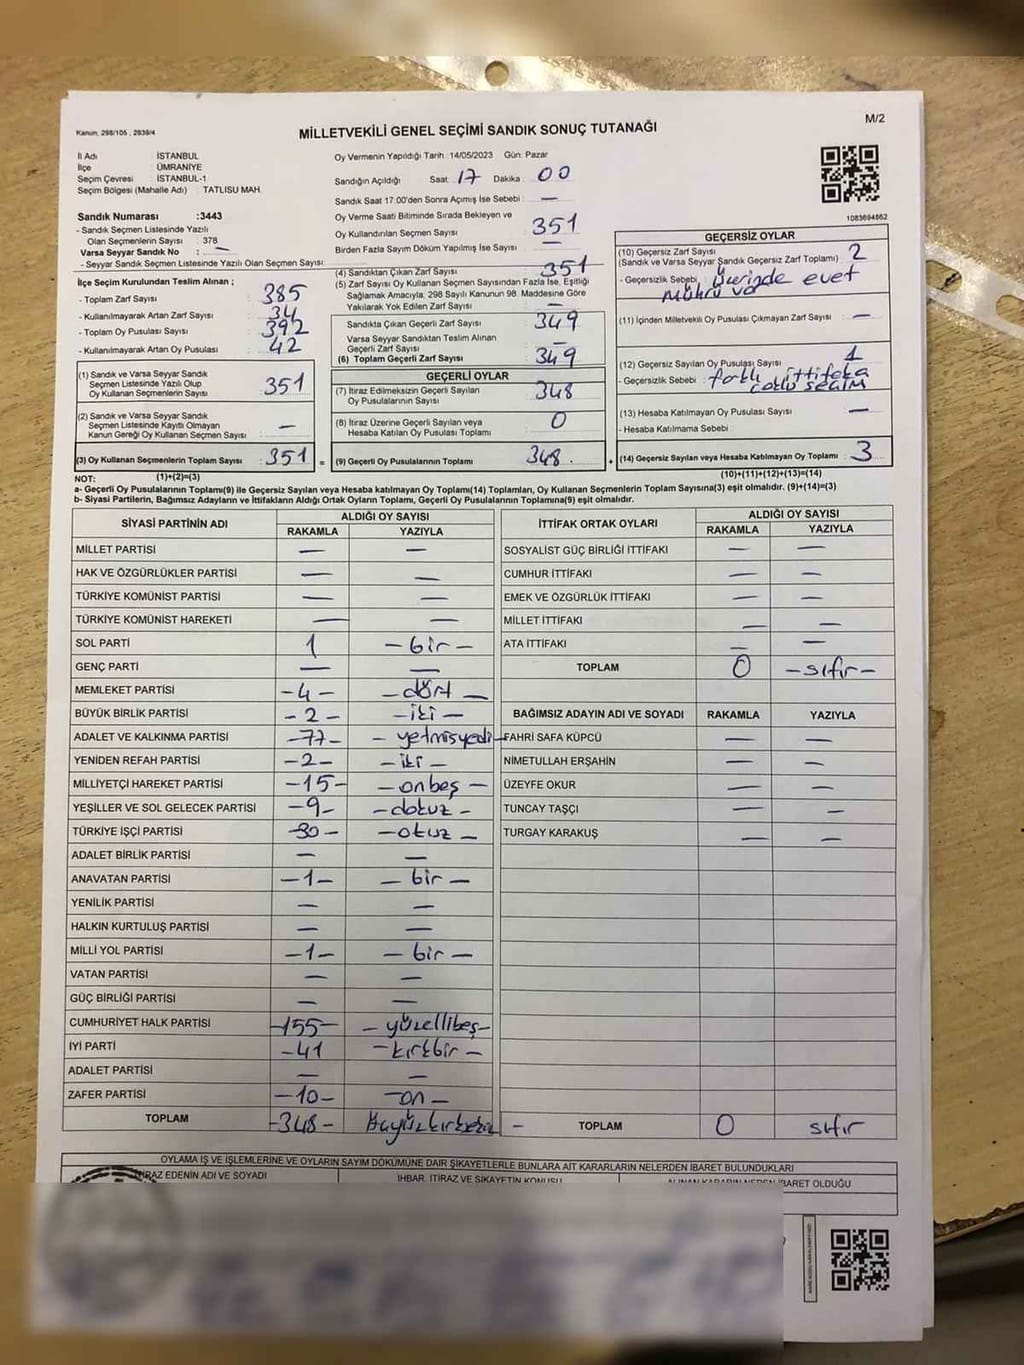 Kanun: 298/105 , 2839/4
MİLLETVEKİLİ GENEL SEÇİMİ SANDIK SONUÇ TUTANAĞI
M/2
İl Adı : İSTANBUL
İlçe : ÜMRANİYE
Seçim Çevresi : İSTANBUL-1
Seçim Bölgesi (Mahalle Adı) : TATLISU MAH.
Sandık Numarası :3443
- Sandık Seçmen Listesinde Yazılı
Olan Seçmenlerin Sayısı : 378
Varsa Seyyar Sandık No : —
- Seyyar Sandık Seçmen Listesinde Yazılı Olan Seçmen Sayısı:
İlçe Seçim Kurulundan Teslim Alınan ;
- Toplam Zarf Sayısı : 385
- Kullanılmayarak Artan Zarf Sayısı : 34
- Toplam Oy Pusulası Sayısı : 392
- Kullanılmayarak Artan Oy Pusulası : 42
(1) Sandık ve Varsa Seyyar Sandık
Seçmen Listesinde Yazılı Olup
Oy Kullanan Seçmenlerin Sayısı : 351
(2) Sandık ve Varsa Seyyar Sandık
Seçmen Listesinde Kayıtlı Olmayan
Kanun Gereği Oy Kullanan Seçmen Sayısı : —
(3) Oy Kullanan Seçmenlerin Toplam Sayısı : 351 =
Oy Vermenin Yapıldığı Tarih : 14/05/2023 Gün: Pazar
Sandığın Açıldığı Saat: 17 Dakika : 00
Sandık Saat 17:00'den Sonra Açımış İse Sebebi : —
Oy Verme Saati Bitiminde Sırada Bekleyen ve
Oy Kullandırılan Seçmen Sayısı : 351
Birden Fazla Sayım Döküm Yapılmış İse Sayısı : —
(4) Sandıktan Çıkan Zarf Sayısı : 351
(5) Zarf Sayısı Oy Kullanan Seçmen Sayısından Fazla İse, Eşitliği
Sağlamak Amacıyla, 298 Sayılı Kanunun 98. Maddesine Göre
Yakılarak Yok Edilen Zarf Sayısı : —
Sandıkta Çıkan Geçerli Zarf Sayısı : 349
Varsa Seyyar Sandıktan Teslim Alınan
Geçerli Zarf Sayısı : —
(6) Toplam Geçerli Zarf Sayısı : 349
GEÇERLİ OYLAR
(7) İtiraz Edilmeksizin Geçerli Sayılan
Oy Pusulalarının Sayısı : 348
(8) İtiraz Üzerine Geçerli Sayılan veya
Hesaba Katılan Oy Pusulası Toplamı : 0
(9) Geçerli Oy Pusulalarının Toplamı : 348 +
1083694862
GEÇERSİZ OYLAR
(10) Geçersiz Zarf Sayısı
(Sandık ve Varsa Seyyar Sandık Geçersiz Zarf Toplamı) : 2
- Geçersizlik Sebebi : Üzerinde evet
mührü var
(11) İçinden Milletvekili Oy Pusulası Çıkmayan Zarf Sayısı : —
(12) Geçersiz Sayılan Oy Pusulası Sayısı : 1
- Geçersizlik Sebebi : farklı ittifaka
çoklu seçim
(13) Hesaba Katılmayan Oy Pusulası Sayısı : —
- Hesaba Katılmama Sebebi :
(14) Geçersiz Sayılan veya Hesaba Katılmayan Oy Toplamı : 3
NOT: (1)+(2)=(3) (10)+(11)+(12)+(13)=(14)
a- Geçerli Oy Pusulalarının Toplamı(9) ile Geçersiz Sayılan veya Hesaba katılmayan Oy Toplamı(14) Toplamları, Oy Kullanan Seçmenlerin Toplam Sayısına(3) eşit olmalıdır. (9)+(14)=(3)
b- Siyasi Partilerin, Bağımsız Adayların ve İttifakların Aldığı Ortak Oyların Toplamı, Geçerli Oy Pusulalarının Toplamına(9) eşit olmalıdır.
SİYASİ PARTİNİN ADI ALDIĞI OY SAYISI
RAKAMLA YAZIYLA
MİLLET PARTİSİ — —
HAK VE ÖZGÜRLÜKLER PARTİSİ — —
TÜRKİYE KOMÜNİST PARTİSİ — —
TÜRKİYE KOMÜNİST HAREKETİ — —
SOL PARTİ 1 -bir-
GENÇ PARTİ — —
MEMLEKET PARTİSİ -4- -dört-
BÜYÜK BİRLİK PARTİSİ -2- -iki-
ADALET VE KALKINMA PARTİSİ -77- -yetmişyedi-
YENİDEN REFAH PARTİSİ -2- -iki-
MİLLİYETÇİ HAREKET PARTİSİ -15- -onbeş-
YEŞİLLER VE SOL GELECEK PARTİSİ -9- -dokuz-
TÜRKİYE İŞÇİ PARTİSİ -30- -otuz-
ADALET BİRLİK PARTİSİ — —
ANAVATAN PARTİSİ -1- -bir-
YENİLİK PARTİSİ — —
HALKIN KURTULUŞ PARTİSİ — —
MİLLİ YOL PARTİSİ -1- -bir-
VATAN PARTİSİ — —
GÜÇ BİRLİĞİ PARTİSİ — —
CUMHURİYET HALK PARTİSİ -155- -yüzellibeş-
İYİ PARTİ -41 -kırkbir-
ADALET PARTİSİ — —
ZAFER PARTİSİ -10- -on-
TOPLAM -348- üçyüzkırksekiz -
İTTİFAK ORTAK OYLARI ALDIĞI OY SAYISI
RAKAMLA YAZIYLA
SOSYALİST GÜÇ BİRLİĞİ İTTİFAKI — —
CUMHUR İTTİFAKI — —
EMEK VE ÖZGÜRLÜK İTTİFAKI — —
MİLLET İTTİFAKI — —
ATA İTTİFAKI — —
TOPLAM 0 -sıfır-
BAĞIMSIZ ADAYIN ADI VE SOYADI RAKAMLA YAZIYLA
FAHRİ SAFA KÜPCÜ — —
NİMETULLAH ERŞAHİN — —
ÜZEYFE OKUR — —
TUNCAY TAŞÇI — —
TURGAY KARAKUŞ — —
TOPLAM 0 sıfır
OYLAMA İŞ VE İŞLEMLERİNE VE OYLARIN SAYIM DÖKÜMÜNE DAİR ŞİKAYETLERLE BUNLARA AİT KARARLARIN NELERDEN İBARET BULUNDUKLARI
EDENİN ADI VE SOYADI İHBAR, İTİRAZ VE ŞİKAYETİN KONUSU ALINAN KARARIN NEDEN İBARET OLDUĞU